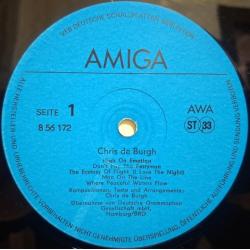 VEB DEUTSCHE SCHALLPLATTEN BERLIN DDR
AMIGA
SEITE 1
8 56 172
AWA
ST 33
Chris de Burgh
High On Emotion
Don't Pay The Ferryman
The Ecstasy Of Flight (I Love The Night)
Man On The Line
Where Peaceful Waters Flow
Kompositionen, Texte und Arrangements:
Chris de Burgh
Übernahme von Deutsche Grammophon
Gesellschaft mbH,
Hamburg/BRD